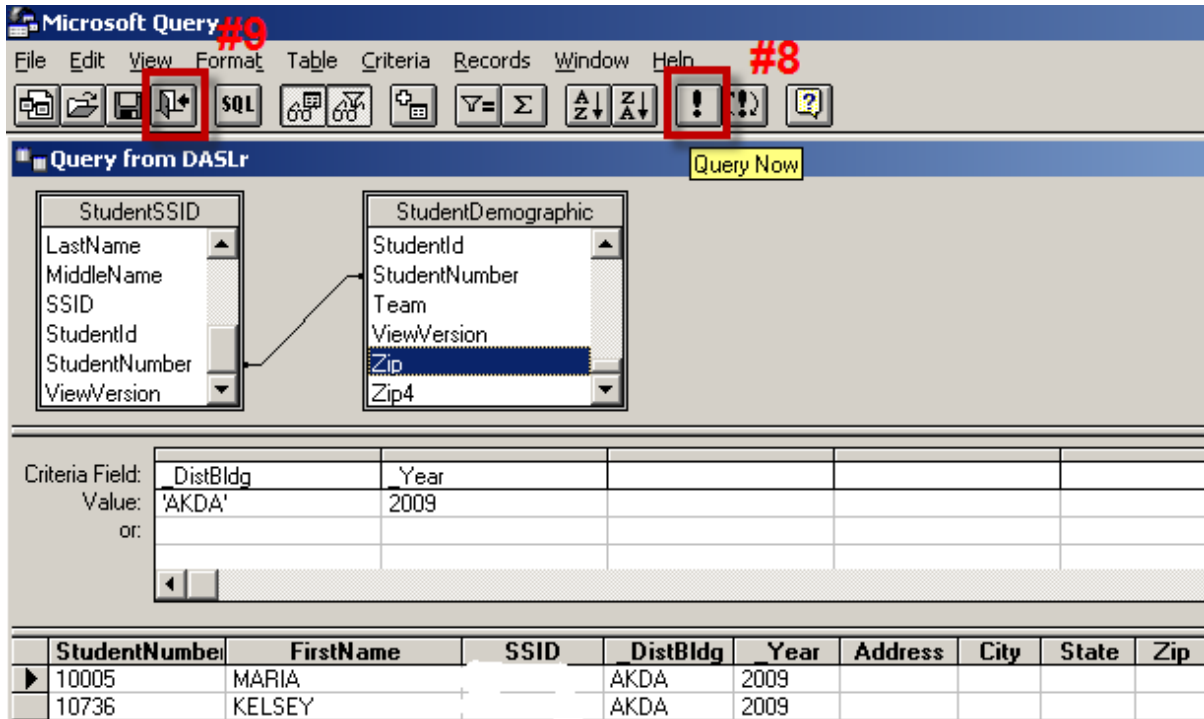 Microsoft Query
#9
File Edit View Format Table Criteria Records Window Help
#8
SQL
A Z Z A ! ! ?
Query from DASLr
Query Now
StudentSSID
LastName
MiddleName
SSID
StudentId
StudentNumber
ViewVersion
StudentDemographic
StudentId
StudentNumber
Team
ViewVersion
Zip
Zip4
Criteria Field: _DistBldg _Year
Value: 'AKDA' 2009
or:
StudentNumber FirstName SSID _DistBldg _Year Address City State Zip
10005 MARIA AKDA 2009
10736 KELSEY AKDA 2009